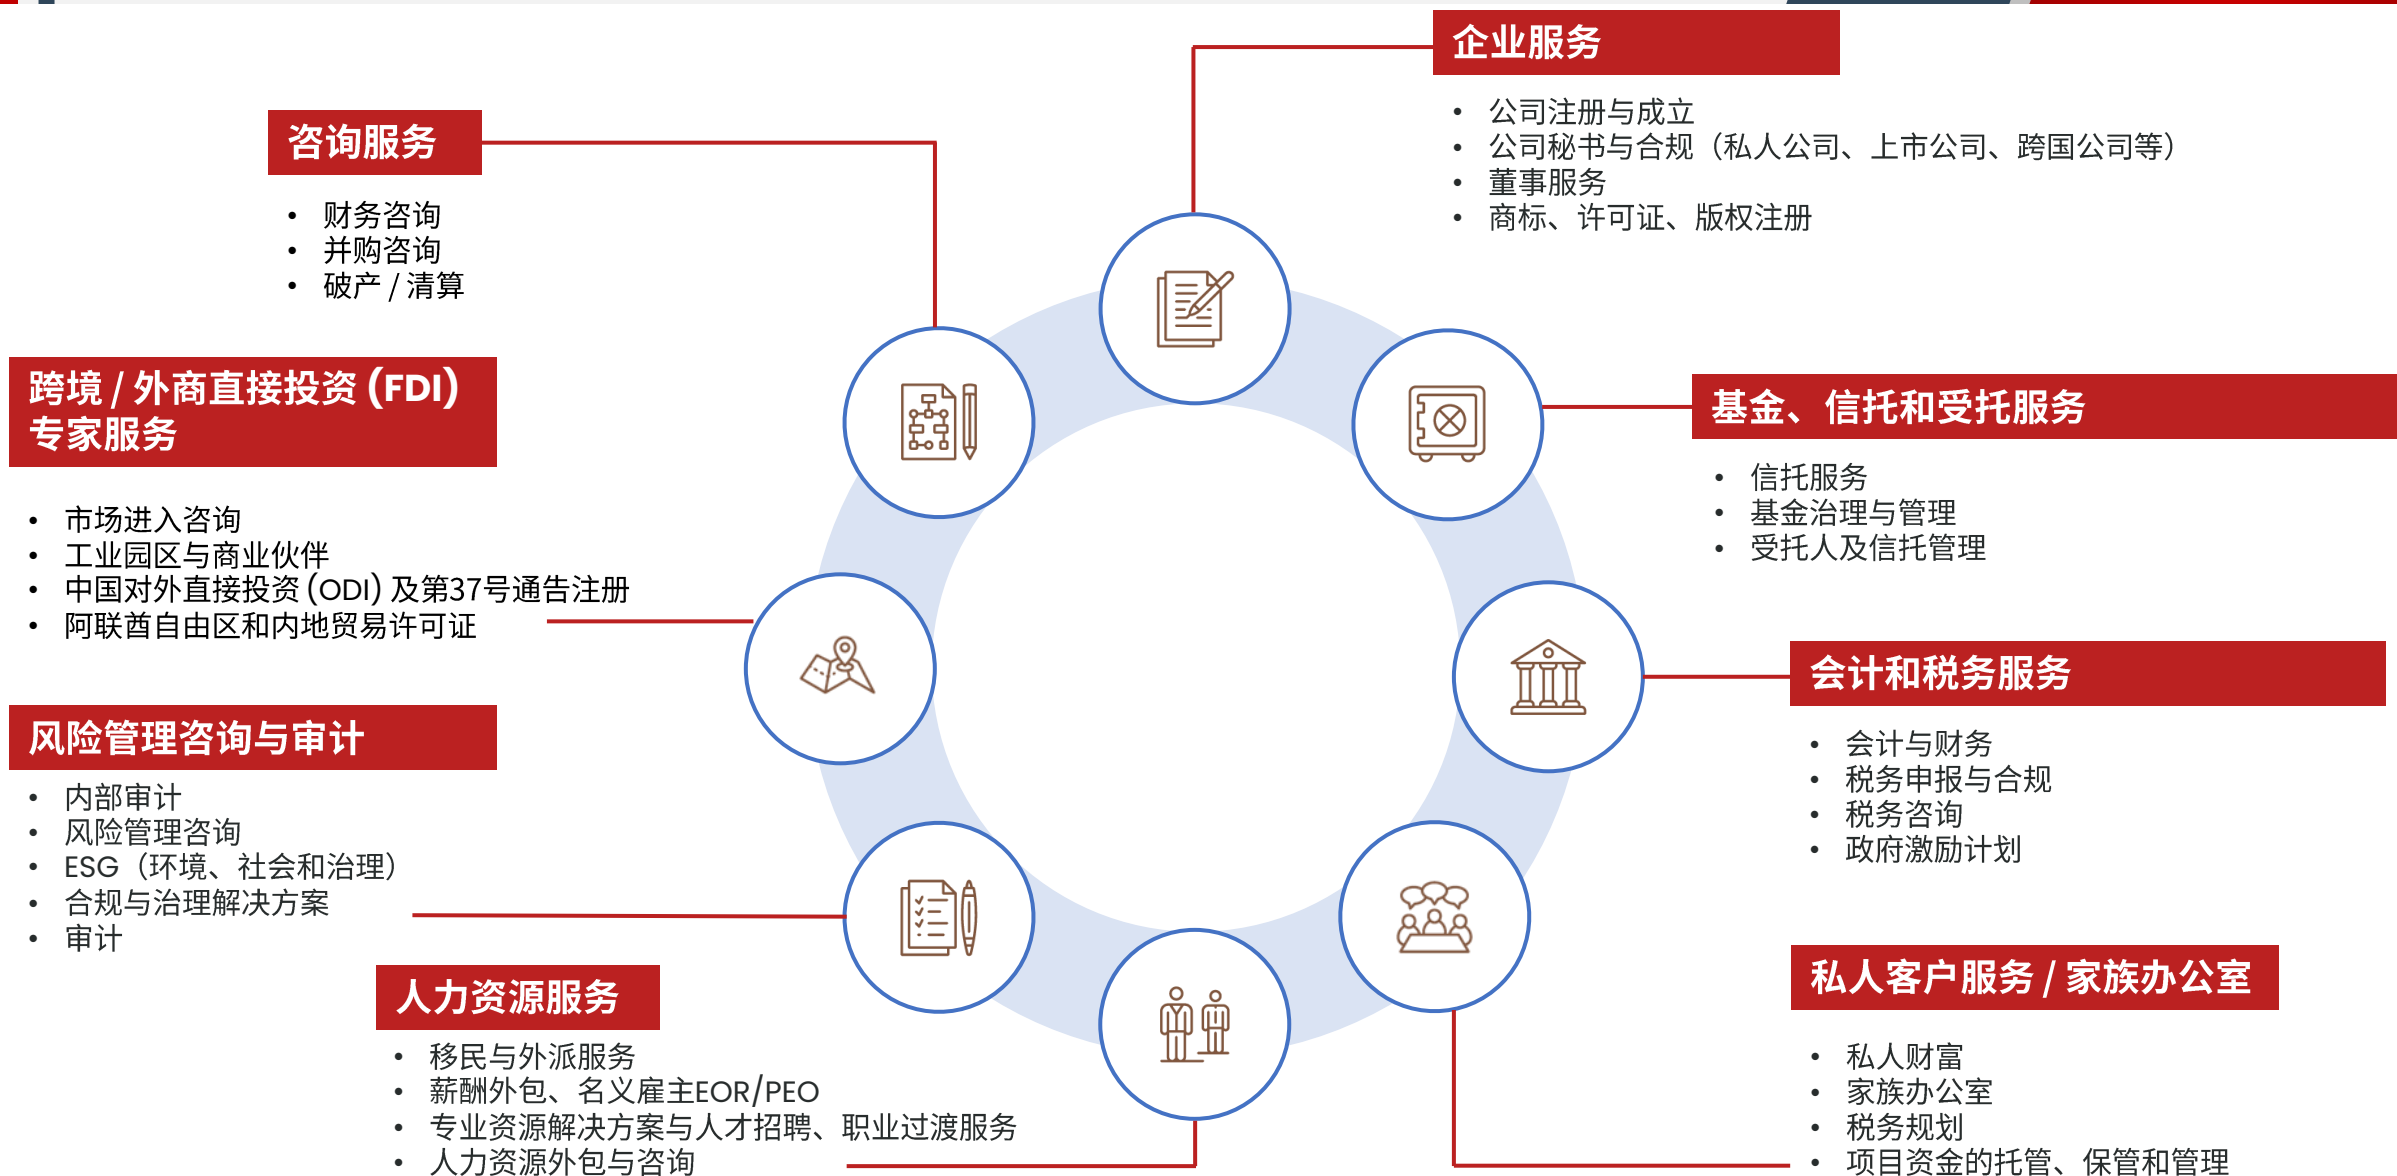 企业服务
• 公司注册与成立
• 公司秘书与合规（私人公司、上市公司、跨国公司等）
• 董事服务
• 商标、许可证、版权注册
咨询服务
• 财务咨询
• 并购咨询
• 破产 / 清算
跨境 / 外商直接投资 (FDI)
专家服务
• 市场进入咨询
• 工业园区与商业伙伴
• 中国对外直接投资 (ODI) 及第37号通告注册
• 阿联酋自由区和内地贸易许可证
基金、信托和受托服务
• 信托服务
• 基金治理与管理
• 受托人及信托管理
会计和税务服务
• 会计与财务
• 税务申报与合规
• 税务咨询
• 政府激励计划
风险管理咨询与审计
• 内部审计
• 风险管理咨询
• ESG（环境、社会和治理）
• 合规与治理解决方案
• 审计
人力资源服务
• 移民与外派服务
• 薪酬外包、名义雇主EOR/PEO
• 专业资源解决方案与人才招聘、职业过渡服务
• 人力资源外包与咨询
私人客户服务 / 家族办公室
• 私人财富
• 家族办公室
• 税务规划
• 项目资金的托管、保管和管理